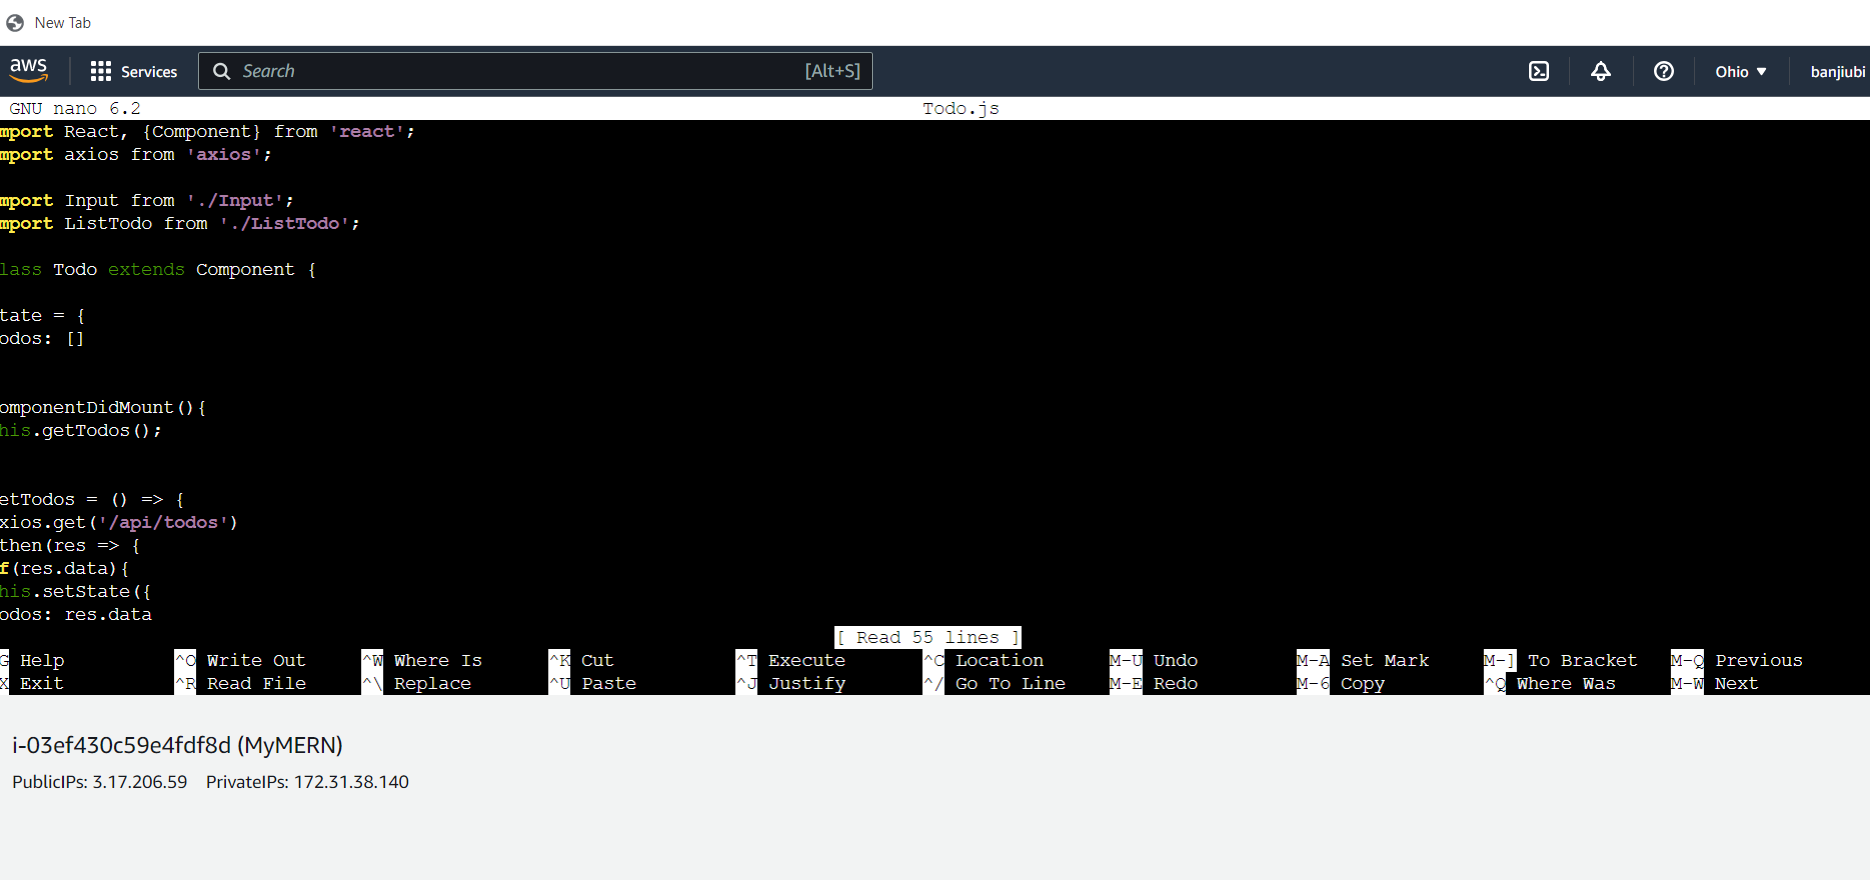 New Tab
aws Services Search [Alt+S] Ohio banjiubi
GNU nano 6.2 Todo.js
mport React, {Component} from 'react';
mport axios from 'axios';
mport Input from './Input';
mport ListTodo from './ListTodo';
lass Todo extends Component {
tate = {
odos: []
omponentDidMount(){
his.getTodos();
etTodos = () => {
xios.get('/api/todos')
then(res => {
f(res.data){
his.setState({
odos: res.data
[ Read 55 lines ]
G Help ^O Write Out ^W Where Is ^K Cut ^T Execute ^C Location M-U Undo M-A Set Mark M-] To Bracket M-Q Previous
X Exit ^R Read File ^\ Replace ^U Paste ^J Justify ^/ Go To Line M-E Redo M-6 Copy ^Q Where Was M-W Next
i-03ef430c59e4fdf8d (MyMERN)
PublicIPs: 3.17.206.59 PrivateIPs: 172.31.38.140